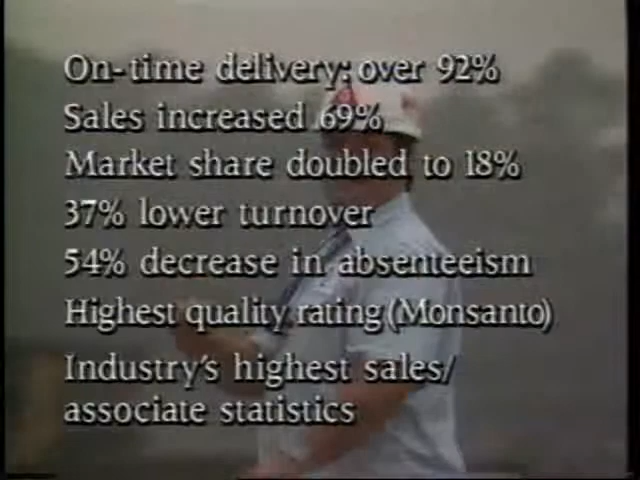 On-time delivery: over 92%
Sales increased 69%
Market share doubled to 18%
37% lower turnover
54% decrease in absenteeism
Highest quality rating (Monsanto)
Industry's highest sales/
associate statistics